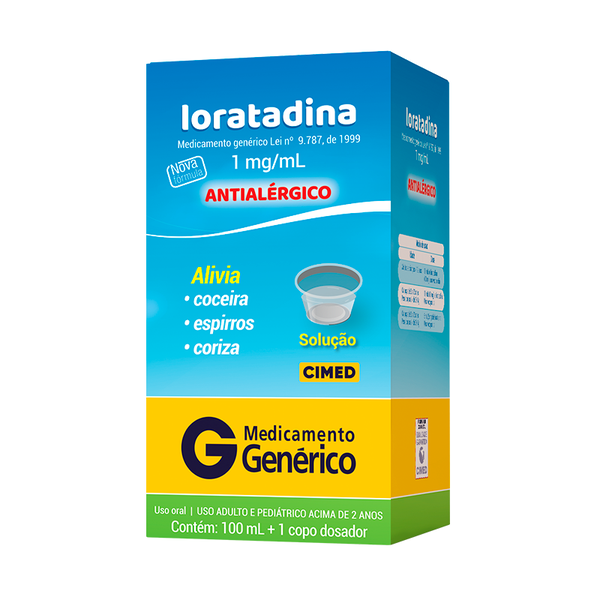 loratadina
Medicamento genérico Lei nº 9.787, de 1999
1 mg/mL
Nova
fórmula
ANTIALÉRGICO
Alivia
• coceira
• espirros
• coriza
Solução
CIMED
G Medicamento
Genérico
Uso oral | USO ADULTO E PEDIÁTRICO ACIMA DE 2 ANOS
Contém: 100 mL + 1 copo dosador
loratadina
1 mg/mL
ANTIALÉRGICO
CIMED